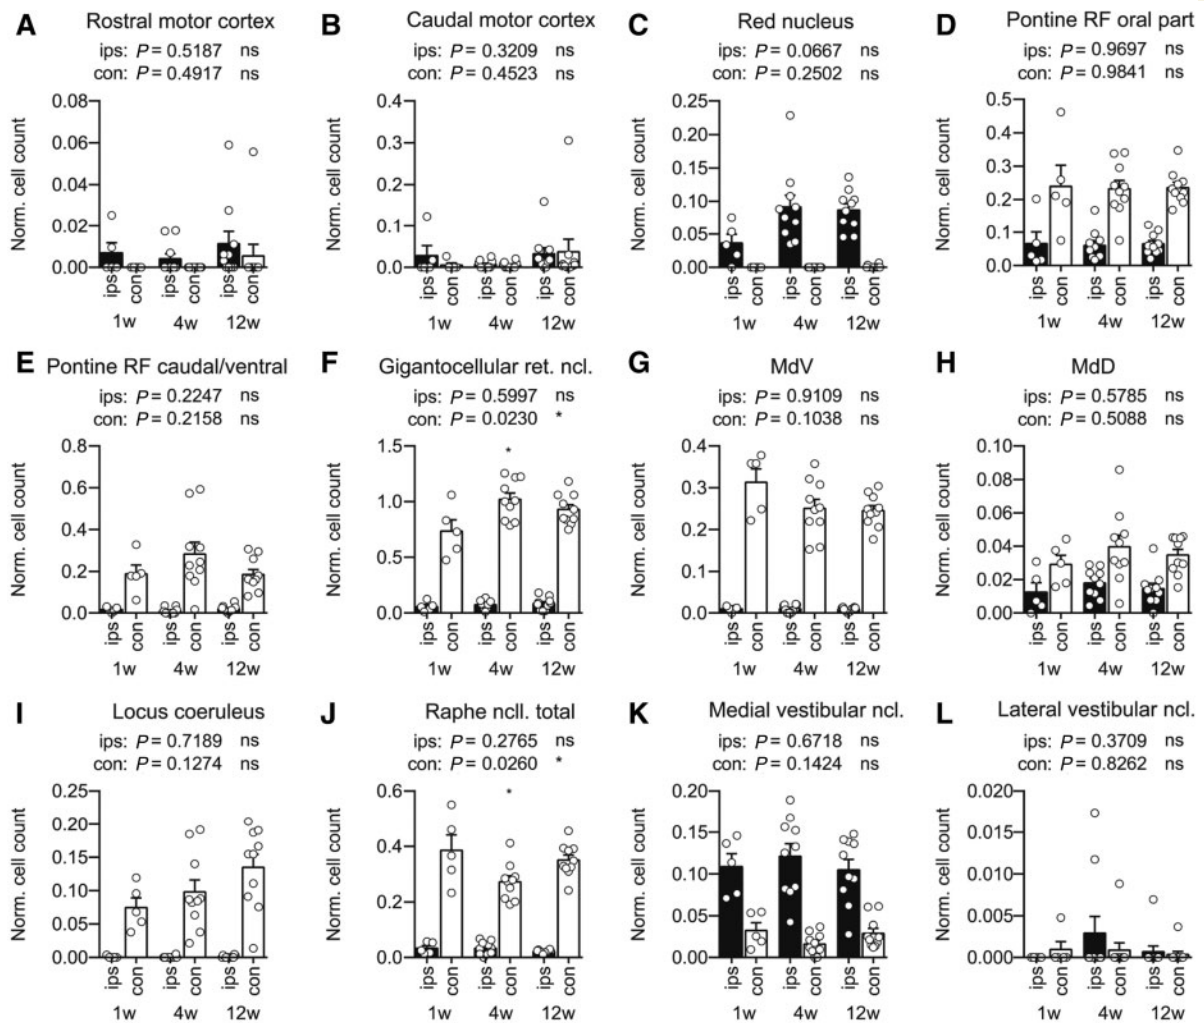 A Rostral motor cortex
ips: P = 0.5187 ns
con: P = 0.4917 ns
Norm. cell count
0.08
0.06
0.04
0.02
0.00
ips con ips con ips con
1w 4w 12w
B Caudal motor cortex
ips: P = 0.3209 ns
con: P = 0.4523 ns
Norm. cell count
0.4
0.3
0.2
0.1
0.0
ips con ips con ips con
1w 4w 12w
C Red nucleus
ips: P = 0.0667 ns
con: P = 0.2502 ns
Norm. cell count
0.25
0.20
0.15
0.10
0.05
0.00
ips con ips con ips con
1w 4w 12w
D Pontine RF oral part
ips: P = 0.9697 ns
con: P = 0.9841 ns
Norm. cell count
0.5
0.4
0.3
0.2
0.1
0.0
ips con ips con ips con
1w 4w 12w
E Pontine RF caudal/ventral
ips: P = 0.2247 ns
con: P = 0.2158 ns
Norm. cell count
0.8
0.6
0.4
0.2
0.0
ips con ips con ips con
1w 4w 12w
F Gigantocellular ret. ncl.
ips: P = 0.5997 ns
con: P = 0.0230 *
Norm. cell count
1.5
*
1.0
0.5
0.0
ips con ips con ips con
1w 4w 12w
G MdV
ips: P = 0.9109 ns
con: P = 0.1038 ns
Norm. cell count
0.4
0.3
0.2
0.1
0.0
ips con ips con ips con
1w 4w 12w
H MdD
ips: P = 0.5785 ns
con: P = 0.5088 ns
Norm. cell count
0.10
0.08
0.06
0.04
0.02
0.00
ips con ips con ips con
1w 4w 12w
I Locus coeruleus
ips: P = 0.7189 ns
con: P = 0.1274 ns
Norm. cell count
0.25
0.20
0.15
0.10
0.05
0.00
ips con ips con ips con
1w 4w 12w
J Raphe ncll. total
ips: P = 0.2765 ns
con: P = 0.0260 *
Norm. cell count
0.6
*
0.4
0.2
0.0
ips con ips con ips con
1w 4w 12w
K Medial vestibular ncl.
ips: P = 0.6718 ns
con: P = 0.1424 ns
Norm. cell count
0.20
0.15
0.10
0.05
0.00
ips con ips con ips con
1w 4w 12w
L Lateral vestibular ncl.
ips: P = 0.3709 ns
con: P = 0.8262 ns
Norm. cell count
0.020
0.015
0.010
0.005
0.000
ips con ips con ips con
1w 4w 12w